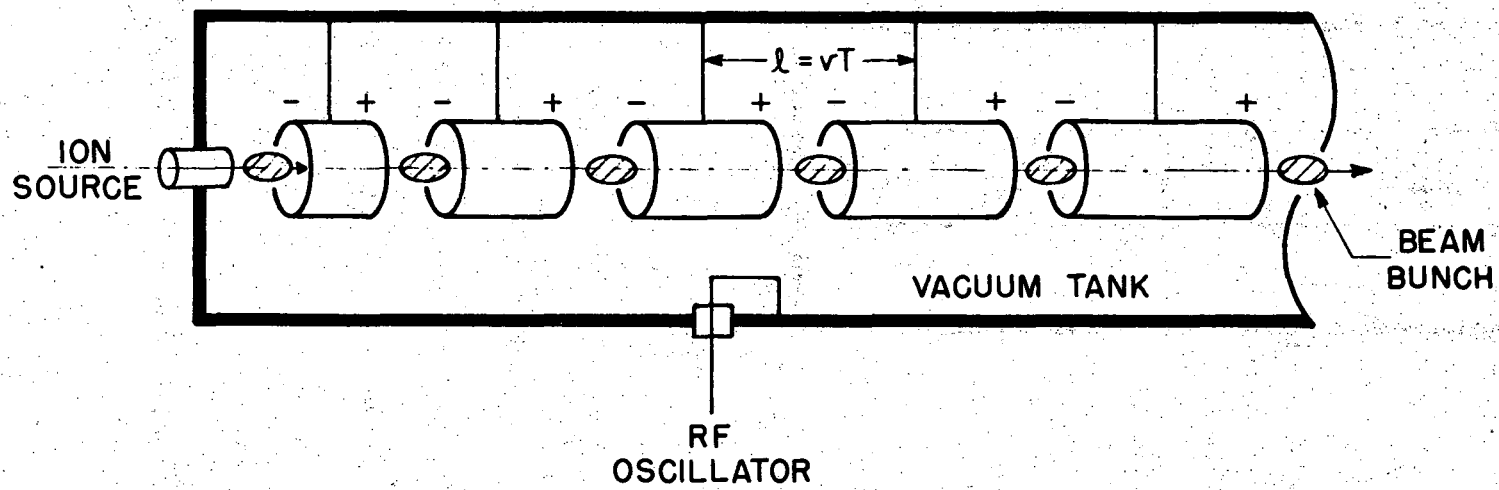 ℓ = vT
- + - + - + - + - +
ION
SOURCE
BEAM
BUNCH
VACUUM TANK
RF
OSCILLATOR